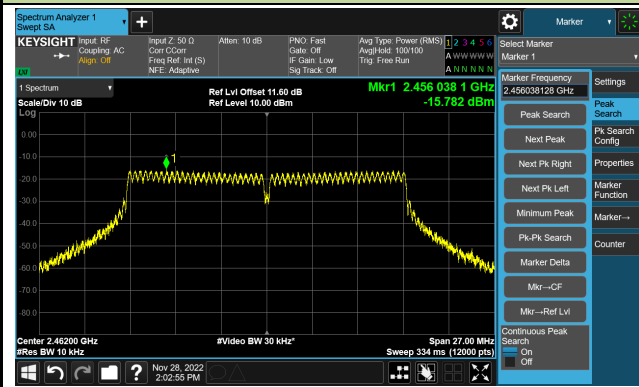 Spectrum Analyzer 1
Swept SA
Marker
KEYSIGHT
Input: RF
Coupling: AC
Align: Off
Input Z: 50 Ω
Corr CCorr
Freq Ref: Int (S)
NFE: Adaptive
Atten: 10 dB
PNO: Fast
Gate: Off
IF Gain: Low
Sig Track: Off
Avg Type: Power (RMS)
Avg|Hold: 100/100
Trig: Free Run
1 2 3 4 5 6
A W W W W W
A N N N N N
LXI
Select Marker
Marker 1
Marker Frequency
2.456038128 GHz
Settings
Peak Search
Next Peak
Next Pk Right
Next Pk Left
Minimum Peak
Pk-Pk Search
Marker Delta
Mkr→CF
Mkr→Ref Lvl
Continuous Peak
Search
On
Off
Peak
Search
Pk Search
Config
Properties
Marker
Function
Marker→
Counter
1 Spectrum
Scale/Div 10 dB
Log
Ref Lvl Offset 11.60 dB
Ref Level 10.00 dBm
Mkr1 2.456 038 1 GHz
-15.782 dBm
0.00
-10.0
-20.0
-30.0
-40.0
-50.0
-60.0
-70.0
-80.0
1
Center 2.46200 GHz
#Res BW 10 kHz
#Video BW 30 kHz*
Span 27.00 MHz
Sweep 334 ms (12000 pts)
?
Nov 28, 2022
2:02:55 PM